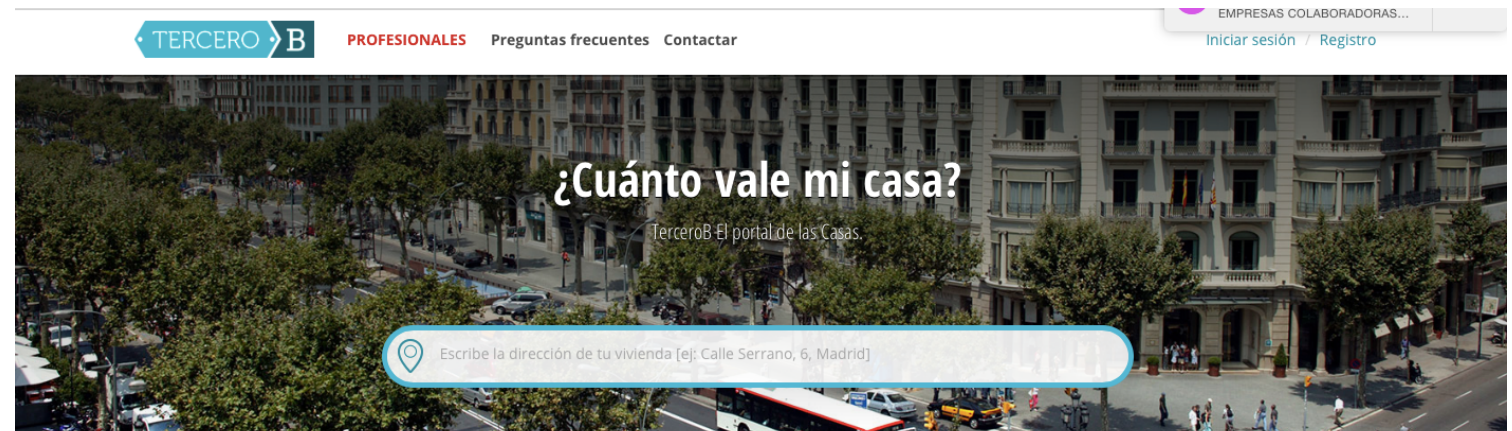 EMPRESAS COLABORADORAS...
TERCERO B
PROFESIONALES Preguntas frecuentes Contactar
Iniciar sesión / Registro
¿Cuánto vale mi casa?
TerceroB El portal de las Casas.
Escribe la dirección de tu vivienda [ej: Calle Serrano, 6, Madrid]